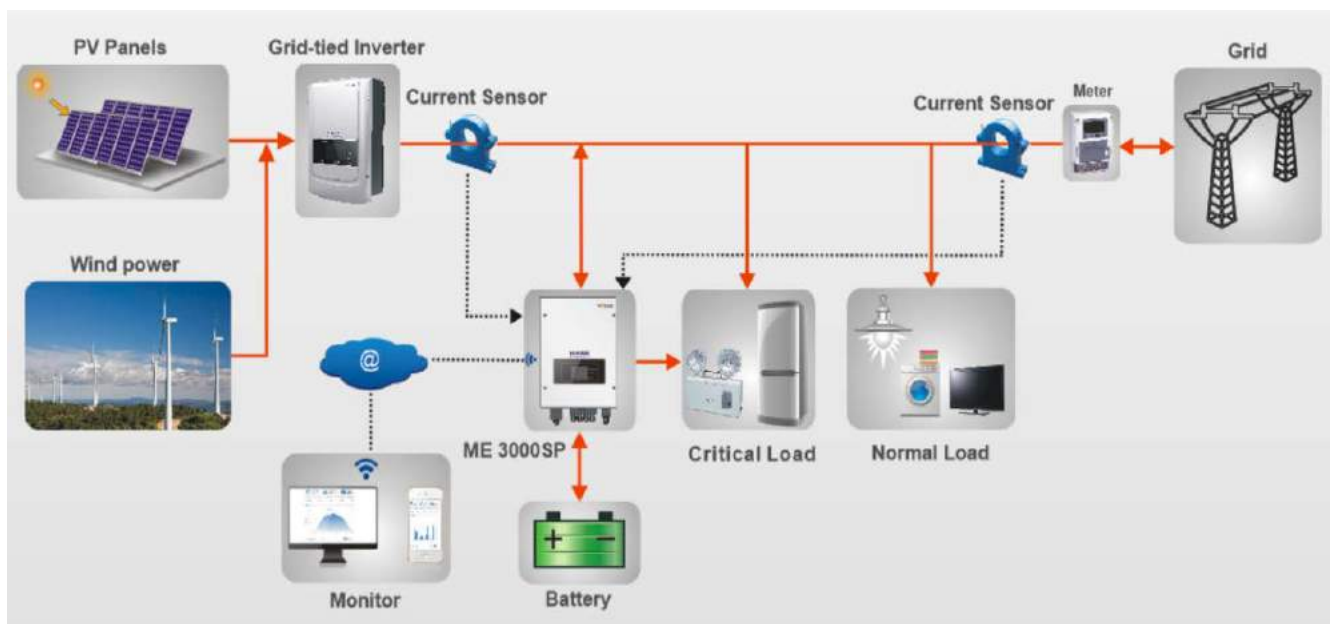 PV Panels
Grid-tied Inverter
Current Sensor
Current Sensor
Meter
Grid
Wind power
@
ME 3000SP
Critical Load
Normal Load
+ −
Monitor
Battery